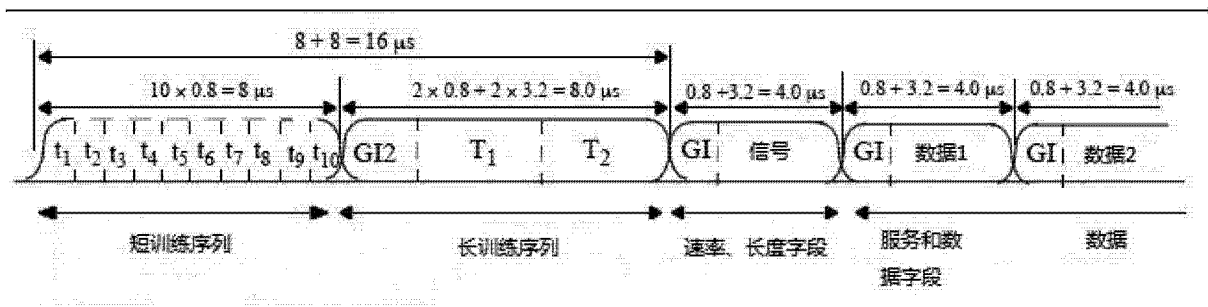 8 + 8 = 16 μs
10 × 0.8 = 8 μs
2 × 0.8 + 2 × 3.2 = 8.0 μs
0.8 +3.2 = 4.0 μs
0.8 + 3.2 = 4.0 μs
0.8 + 3.2 = 4.0 μs
t1 t2 t3 t4 t5 t6 t7 t8 t9 t10 GI2 T1 T2 GI 信号 GI 数据1 GI 数据2
短训练序列
长训练序列
速率、长度字段
服务和数
据字段
数据